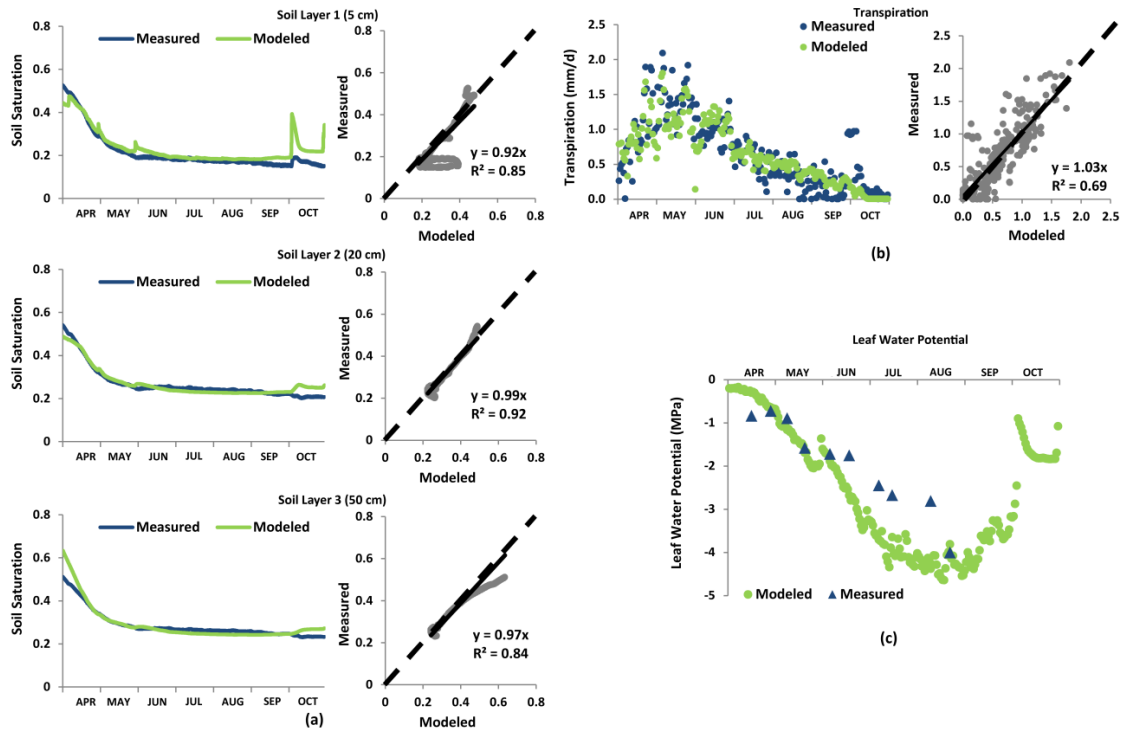 Soil Layer 1 (5 cm)
Measured Modeled
Soil Saturation
0.8
0.6
0.4
0.2
0
APR MAY JUN JUL AUG SEP OCT
Measured
0.8
0.6
0.4
0.2
0
y = 0.92x
R² = 0.85
0 0.2 0.4 0.6 0.8
Modeled
Soil Layer 2 (20 cm)
Measured Modeled
Soil Saturation
0.8
0.6
0.4
0.2
0
APR MAY JUN JUL AUG SEP OCT
Measured
0.8
0.6
0.4
0.2
0
y = 0.99x
R² = 0.92
0 0.2 0.4 0.6 0.8
Modeled
Soil Layer 3 (50 cm)
Measured Modeled
Soil Saturation
0.8
0.6
0.4
0.2
0
APR MAY JUN JUL AUG SEP OCT
Measured
0.8
0.6
0.4
0.2
0
y = 0.97x
R² = 0.84
0 0.2 0.4 0.6 0.8
Modeled
(a)
Transpiration
Measured
Modeled
Transpiration (mm/d)
2.5
2.0
1.5
1.0
0.5
0.0
APR MAY JUN JUL AUG SEP OCT
Measured
2.5
2.0
1.5
1.0
0.5
0.0
y = 1.03x
R² = 0.69
0.0 0.5 1.0 1.5 2.0 2.5
Modeled
(b)
Leaf Water Potential
APR MAY JUN JUL AUG SEP OCT
Leaf Water Potential (MPa)
0
-1
-2
-3
-4
-5
Modeled Measured
(c)